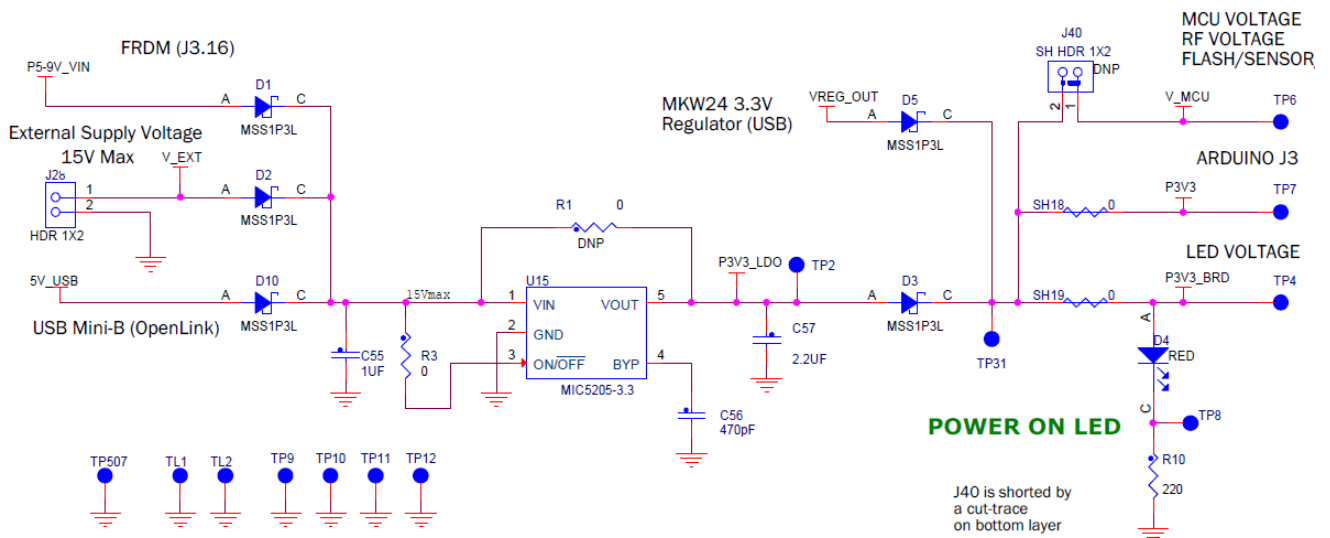 FRDM (J3.16)
P5-9V_VIN
D1
A
C
MSS1P3L
External Supply Voltage
15V Max
V_EXT
J28
1
2
HDR 1X2
D2
A
C
MSS1P3L
5V_USB
D10
A
C
MSS1P3L
USB Mini-B (OpenLink)
15Vmax
C55
1UF
R3
0
R1
0
DNP
U15
1
VIN
VOUT
5
2
GND
3
ON/OFF
BYP
4
MIC5205-3.3
C56
470pF
P3V3_LDO
TP2
C57
2.2UF
MKW24 3.3V
Regulator (USB)
VREG_OUT
D5
A
C
MSS1P3L
D3
A
C
MSS1P3L
TP31
J40
SH HDR 1X2
DNP
2
1
MCU VOLTAGE
RF VOLTAGE
FLASH/SENSOR
V_MCU
TP6
ARDUINO J3
SH18
0
P3V3
TP7
LED VOLTAGE
SH19
0
P3V3_BRD
TP4
A
D4
RED
C
TP8
R10
220
POWER ON LED
J40 is shorted by
a cut-trace
on bottom layer
TP507
TL1
TL2
TP9
TP10
TP11
TP12